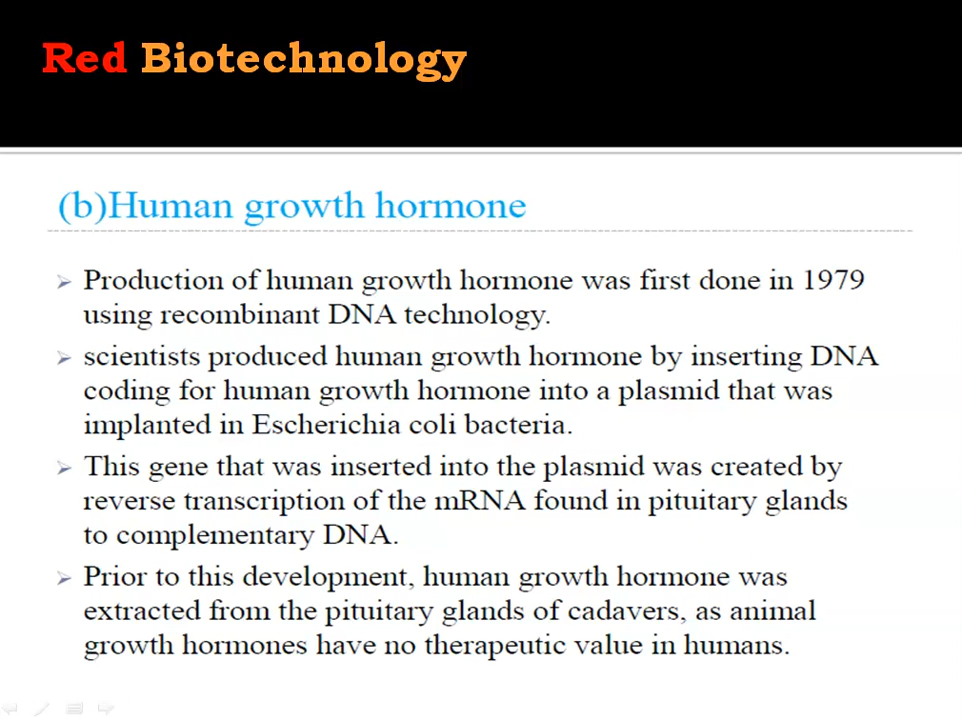 Red Biotechnology
(b)Human growth hormone
Production of human growth hormone was first done in 1979
using recombinant DNA technology.
scientists produced human growth hormone by inserting DNA
coding for human growth hormone into a plasmid that was
implanted in Escherichia coli bacteria.
This gene that was inserted into the plasmid was created by
reverse transcription of the mRNA found in pituitary glands
to complementary DNA.
Prior to this development, human growth hormone was
extracted from the pituitary glands of cadavers, as animal
growth hormones have no therapeutic value in humans.